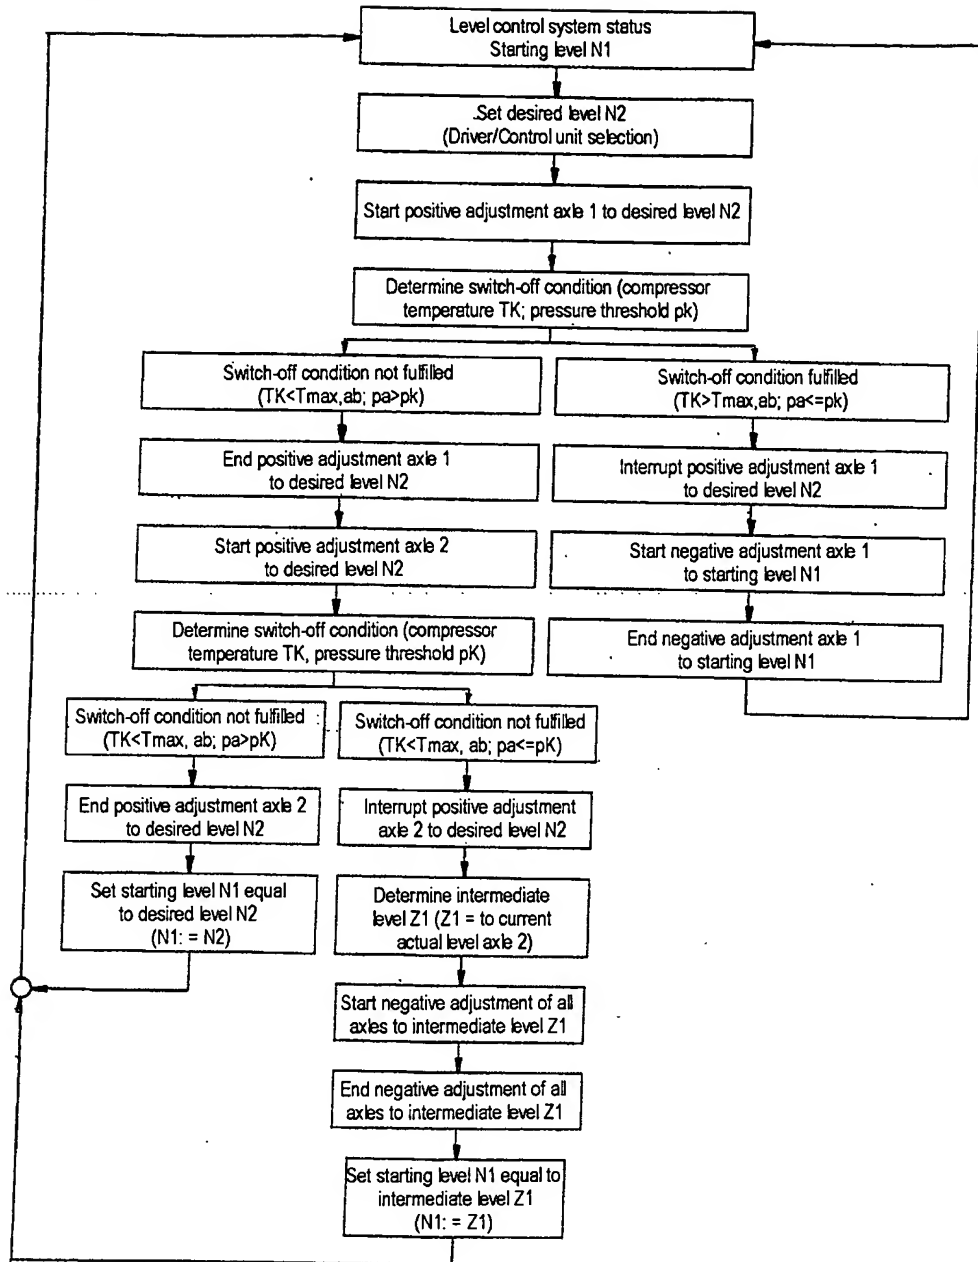 Level control system status
Starting level N1
Set desired level N2
(Driver/Control unit selection)
Start positive adjustment axle 1 to desired level N2
Determine switch-off condition (compressor
temperature TK; pressure threshold pk)
Switch-off condition not fulfilled
(TK<Tmax,ab; pa>pk)
Switch-off condition fulfilled
(TK>Tmax,ab; pa<=pk)
End positive adjustment axle 1
to desired level N2
Interrupt positive adjustment axle 1
to desired level N2
Start positive adjustment axle 2
to desired level N2
Start negative adjustment axle 1
to starting level N1
Determine switch-off condition (compressor
temperature TK, pressure threshold pK)
End negative adjustment axle 1
to starting level N1
Switch-off condition not fulfilled
(TK<Tmax, ab; pa>pK)
Switch-off condition not fulfilled
(TK<Tmax, ab; pa<=pK)
End positive adjustment axle 2
to desired level N2
Interrupt positive adjustment
axle 2 to desired level N2
Set starting level N1 equal
to desired level N2
(N1: = N2)
Determine intermediate
level Z1 (Z1 = to current
actual level axle 2)
Start negative adjustment of all
axles to intermediate level Z1
End negative adjustment of all
axles to intermediate level Z1
Set starting level N1 equal to
intermediate level Z1
(N1: = Z1)